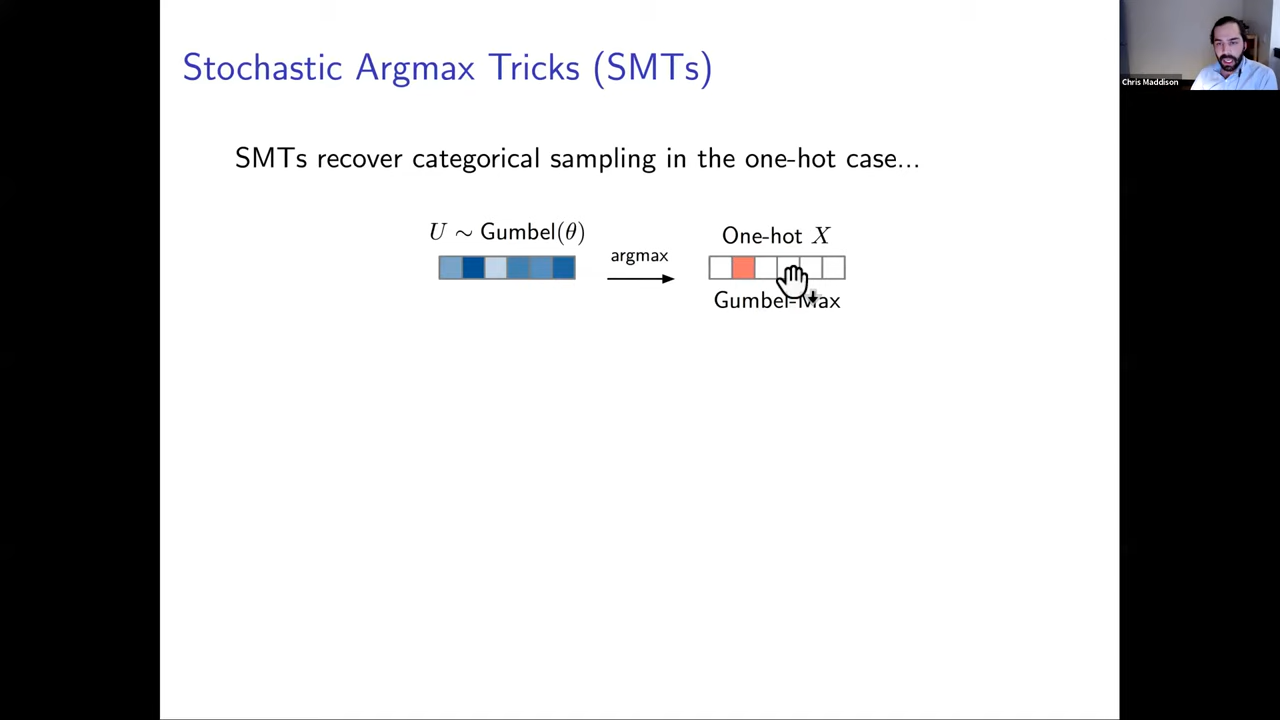 Stochastic Argmax Tricks (SMTs)
Chris Maddison
SMTs recover categorical sampling in the one-hot case...
U ∼ Gumbel(θ)
argmax
One-hot X
Gumbel-Max